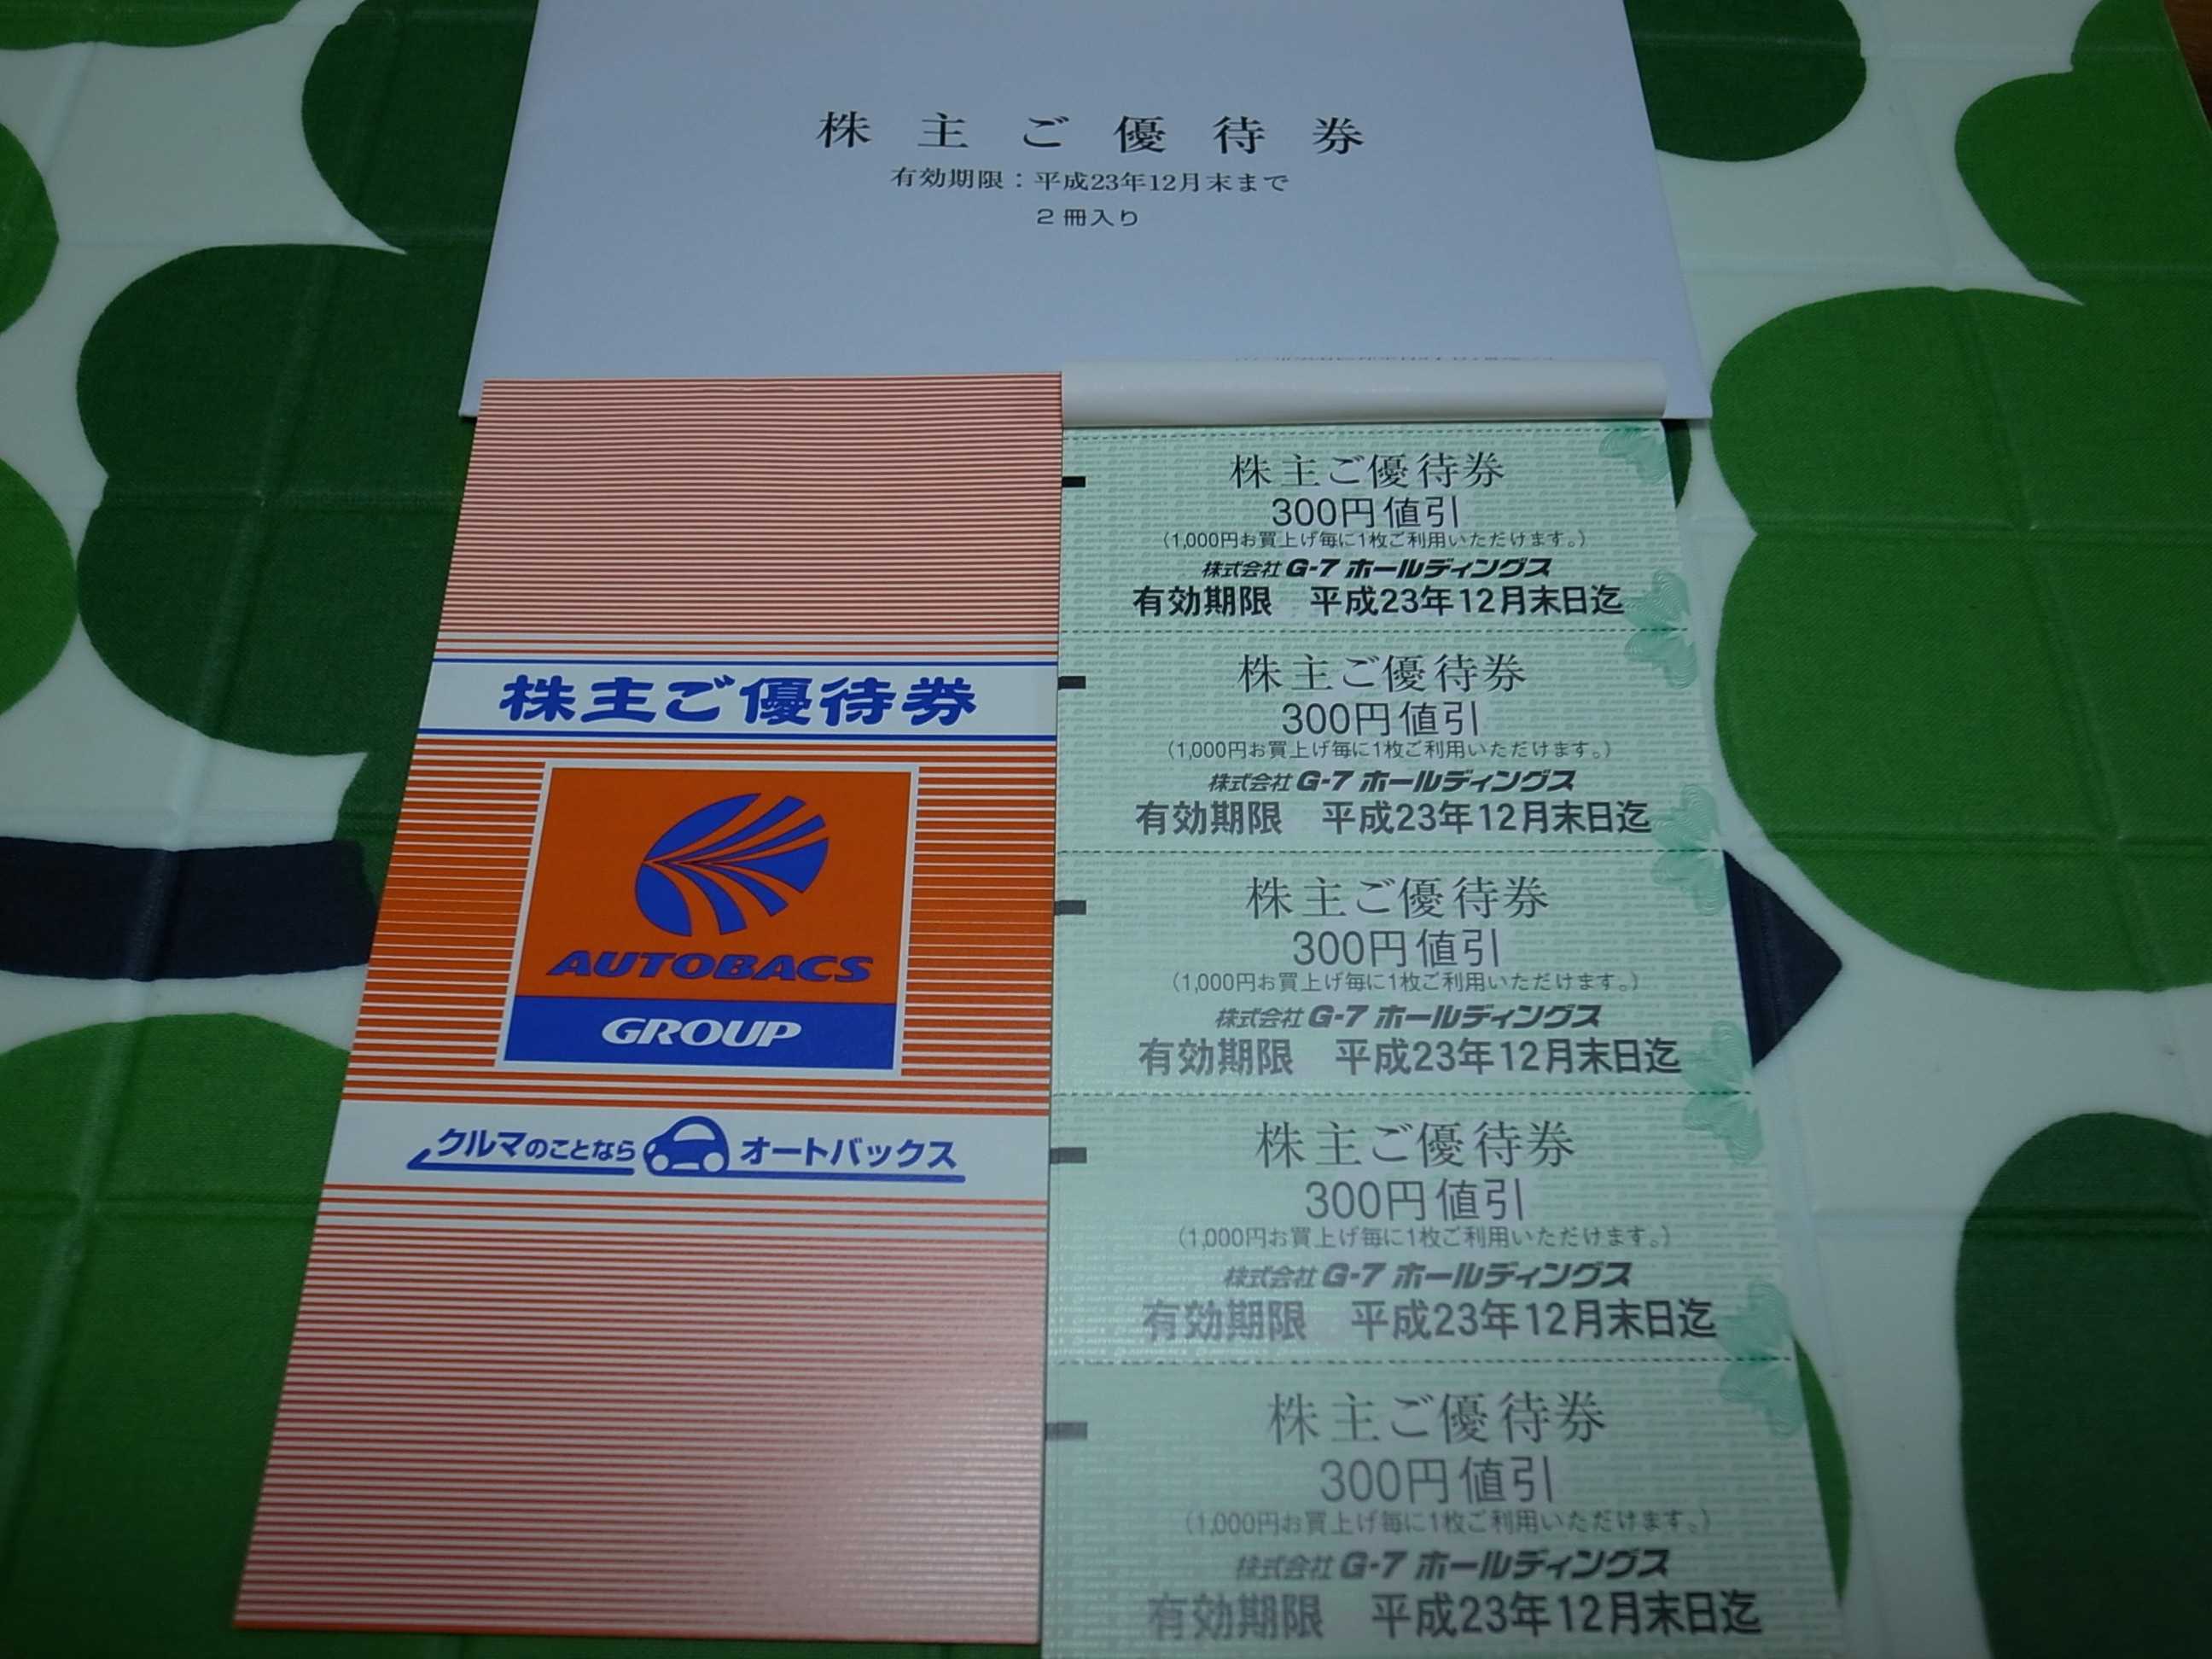 株主ご優待券
有効期限：平成23年12月末まで
2冊入り
株主ご優待券
AUTOBACS
GROUP
クルマのことなら オートバックス
株主ご優待券
300円値引
（1,000円お買上げ毎に1枚ご利用いただけます。）
株式会社 G-7 ホールディングス
有効期限 平成23年12月末日迄
株主ご優待券
300円値引
（1,000円お買上げ毎に1枚ご利用いただけます。）
株式会社 G-7 ホールディングス
有効期限 平成23年12月末日迄
株主ご優待券
300円値引
（1,000円お買上げ毎に1枚ご利用いただけます。）
株式会社 G-7 ホールディングス
有効期限 平成23年12月末日迄
株主ご優待券
300円値引
（1,000円お買上げ毎に1枚ご利用いただけます。）
株式会社 G-7 ホールディングス
有効期限 平成23年12月末日迄
株主ご優待券
300円値引
（1,000円お買上げ毎に1枚ご利用いただけます。）
株式会社 G-7 ホールディングス
有効期限 平成23年12月末日迄